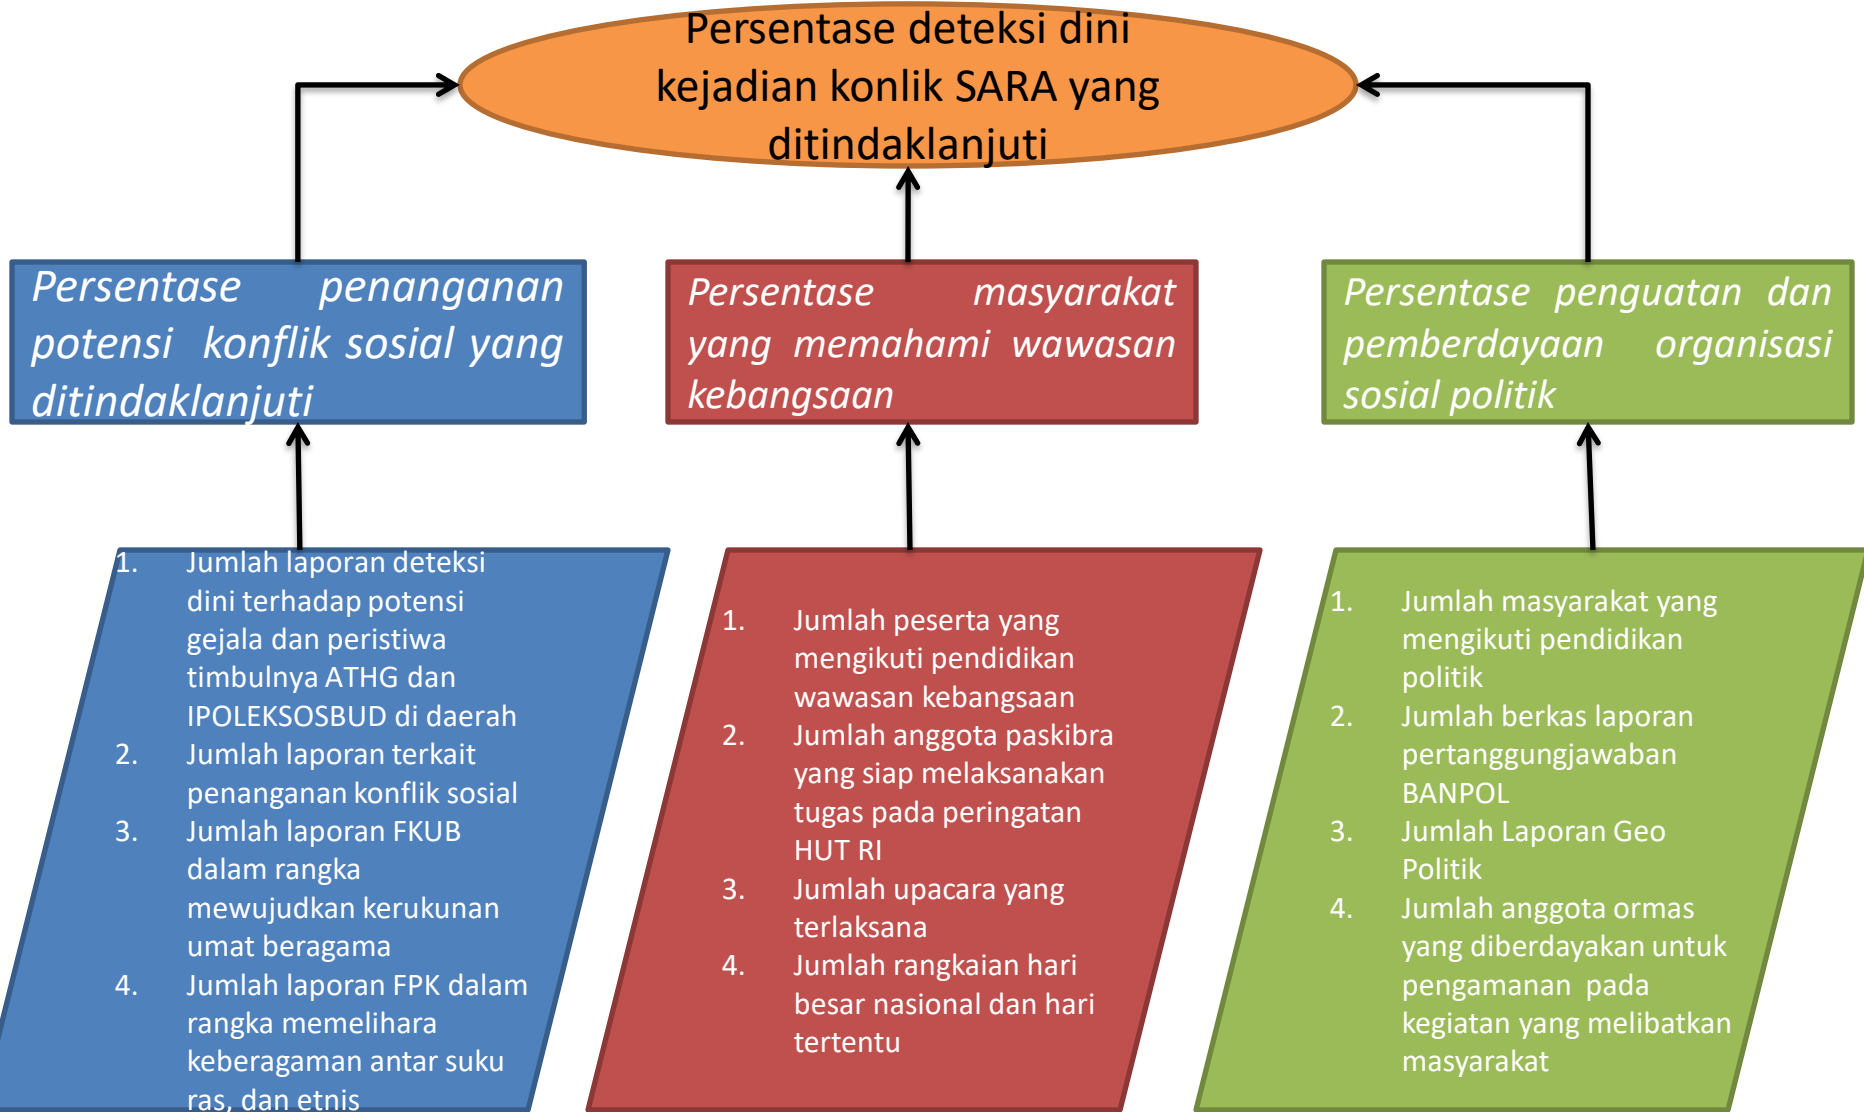 Persentase deteksi dini
kejadian konlik SARA yang
ditindaklanjuti
Persentase penanganan
potensi konflik sosial yang
ditindaklanjuti
Persentase masyarakat
yang memahami wawasan
kebangsaan
Persentase penguatan dan
pemberdayaan organisasi
sosial politik
1. Jumlah laporan deteksi
dini terhadap potensi
gejala dan peristiwa
timbulnya ATHG dan
IPOLEKSOSBUD di daerah
2. Jumlah laporan terkait
penanganan konflik sosial
3. Jumlah laporan FKUB
dalam rangka
mewujudkan kerukunan
umat beragama
4. Jumlah laporan FPK dalam
rangka memelihara
keberagaman antar suku
ras, dan etnis
1. Jumlah peserta yang
mengikuti pendidikan
wawasan kebangsaan
2. Jumlah anggota paskibra
yang siap melaksanakan
tugas pada peringatan
HUT RI
3. Jumlah upacara yang
terlaksana
4. Jumlah rangkaian hari
besar nasional dan hari
tertentu
1. Jumlah masyarakat yang
mengikuti pendidikan
politik
2. Jumlah berkas laporan
pertanggungjawaban
BANPOL
3. Jumlah Laporan Geo
Politik
4. Jumlah anggota ormas
yang diberdayakan untuk
pengamanan pada
kegiatan yang melibatkan
masyarakat